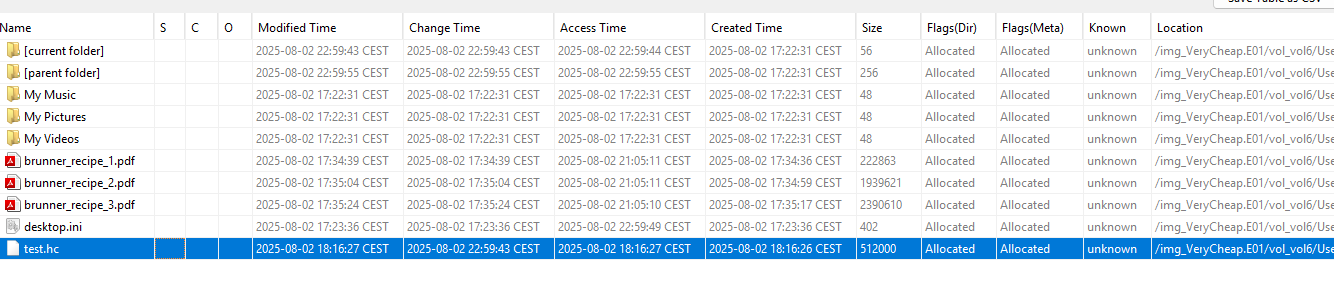 Save Table as CSV
Name S C O Modified Time Change Time Access Time Created Time Size Flags(Dir) Flags(Meta) Known Location
[current folder] 2025-08-02 22:59:43 CEST 2025-08-02 22:59:43 CEST 2025-08-02 22:59:44 CEST 2025-08-02 17:22:31 CEST 56 Allocated Allocated unknown /img_VeryCheap.E01/vol_vol6/Use
[parent folder] 2025-08-02 22:59:55 CEST 2025-08-02 22:59:55 CEST 2025-08-02 22:59:55 CEST 2025-08-02 17:22:31 CEST 256 Allocated Allocated unknown /img_VeryCheap.E01/vol_vol6/Use
My Music 2025-08-02 17:22:31 CEST 2025-08-02 17:22:31 CEST 2025-08-02 17:22:31 CEST 2025-08-02 17:22:31 CEST 48 Allocated Allocated unknown /img_VeryCheap.E01/vol_vol6/Use
My Pictures 2025-08-02 17:22:31 CEST 2025-08-02 17:22:31 CEST 2025-08-02 17:22:31 CEST 2025-08-02 17:22:31 CEST 48 Allocated Allocated unknown /img_VeryCheap.E01/vol_vol6/Use
My Videos 2025-08-02 17:22:31 CEST 2025-08-02 17:22:31 CEST 2025-08-02 17:22:31 CEST 2025-08-02 17:22:31 CEST 48 Allocated Allocated unknown /img_VeryCheap.E01/vol_vol6/Use
brunner_recipe_1.pdf 2025-08-02 17:34:39 CEST 2025-08-02 17:34:39 CEST 2025-08-02 21:05:11 CEST 2025-08-02 17:34:36 CEST 222863 Allocated Allocated unknown /img_VeryCheap.E01/vol_vol6/Use
brunner_recipe_2.pdf 2025-08-02 17:35:04 CEST 2025-08-02 17:35:04 CEST 2025-08-02 21:05:11 CEST 2025-08-02 17:34:59 CEST 1939621 Allocated Allocated unknown /img_VeryCheap.E01/vol_vol6/Use
brunner_recipe_3.pdf 2025-08-02 17:35:24 CEST 2025-08-02 17:35:24 CEST 2025-08-02 21:05:10 CEST 2025-08-02 17:35:17 CEST 2390610 Allocated Allocated unknown /img_VeryCheap.E01/vol_vol6/Use
desktop.ini 2025-08-02 17:23:36 CEST 2025-08-02 17:23:36 CEST 2025-08-02 22:59:49 CEST 2025-08-02 17:23:36 CEST 402 Allocated Allocated unknown /img_VeryCheap.E01/vol_vol6/Use
test.hc 2025-08-02 18:16:27 CEST 2025-08-02 22:59:43 CEST 2025-08-02 18:16:27 CEST 2025-08-02 18:16:26 CEST 512000 Allocated Allocated unknown /img_VeryCheap.E01/vol_vol6/Use